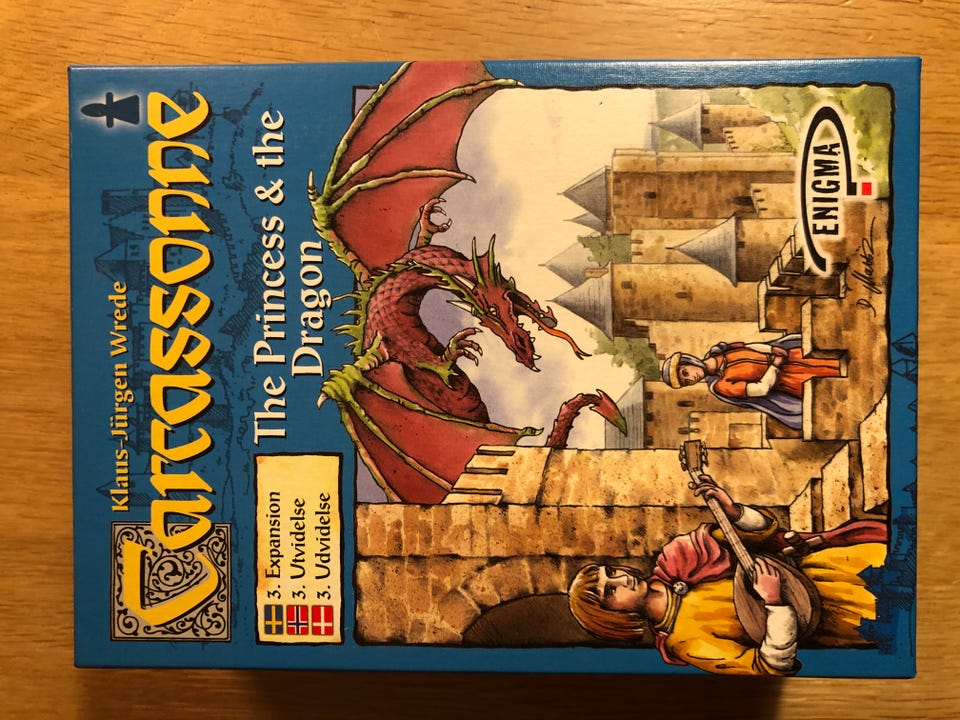 Klaus-Jürgen Wrede
Carcassonne
The Princess & the
Dragon
3. Expansion
3. Utvidelse
3. Udvidelse
ENIGMA